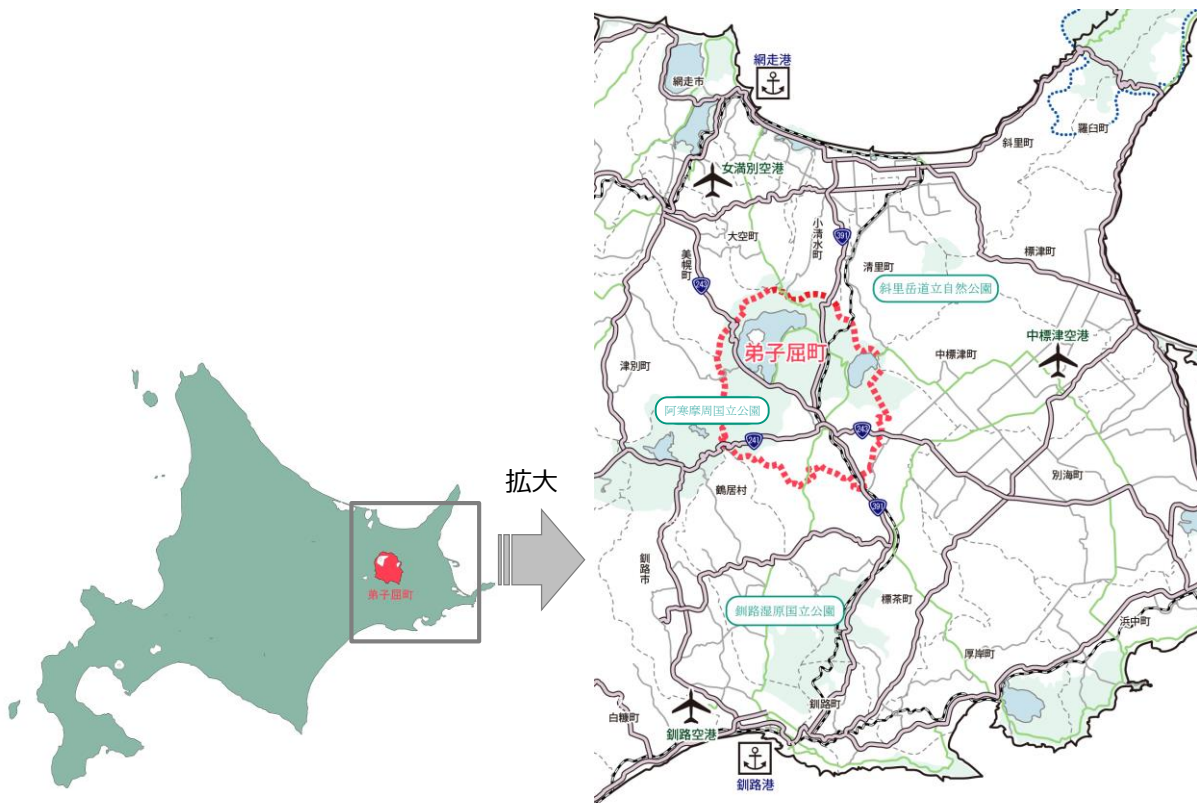 弟子屈町
拡大
網走港
網走市
羅臼町
斜里町
女満別空港
小清水町
大空町
391
標津町
美幌町
清里町
243
斜里岳道立自然公園
中標津空港
弟子屈町
中標津町
津別町
阿寒摩周国立公園
241
243
別海町
鶴居村
391
釧路市
標茶町
釧路湿原国立公園
浜中町
厚岸町
釧路町
白糠町
釧路空港
釧路港